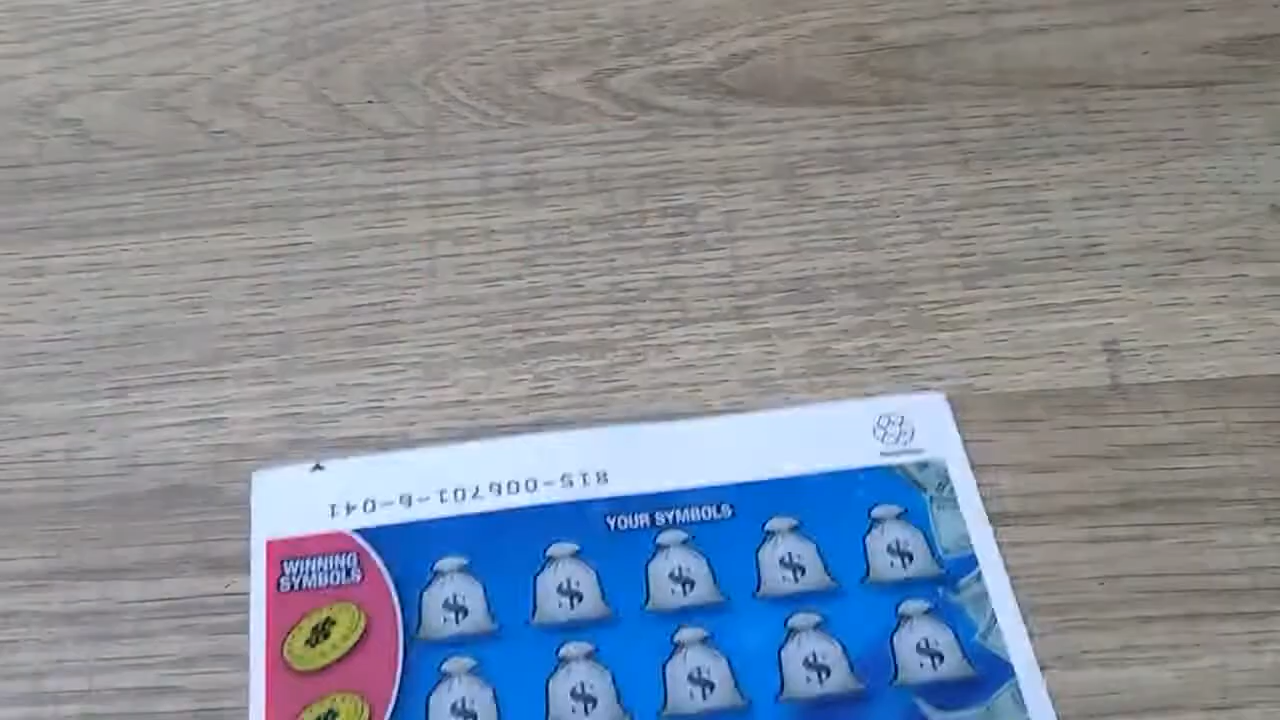 815-006701-6-041
YOUR SYMBOLS
WINNING
SYMBOLS
$ $ $ $ $
$ $ $ $ $